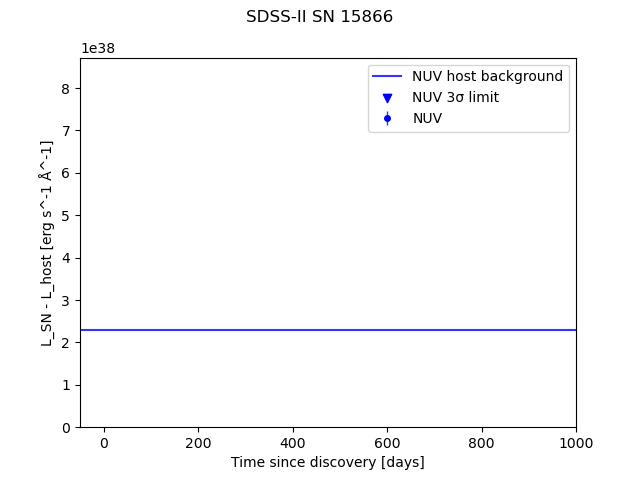 SDSS-II SN 15866
1e38
NUV host background
NUV 3σ limit
NUV
8
7
6
5
4
3
2
1
0
L_SN - L_host [erg s^-1 Å^-1]
0 200 400 600 800 1000
Time since discovery [days]